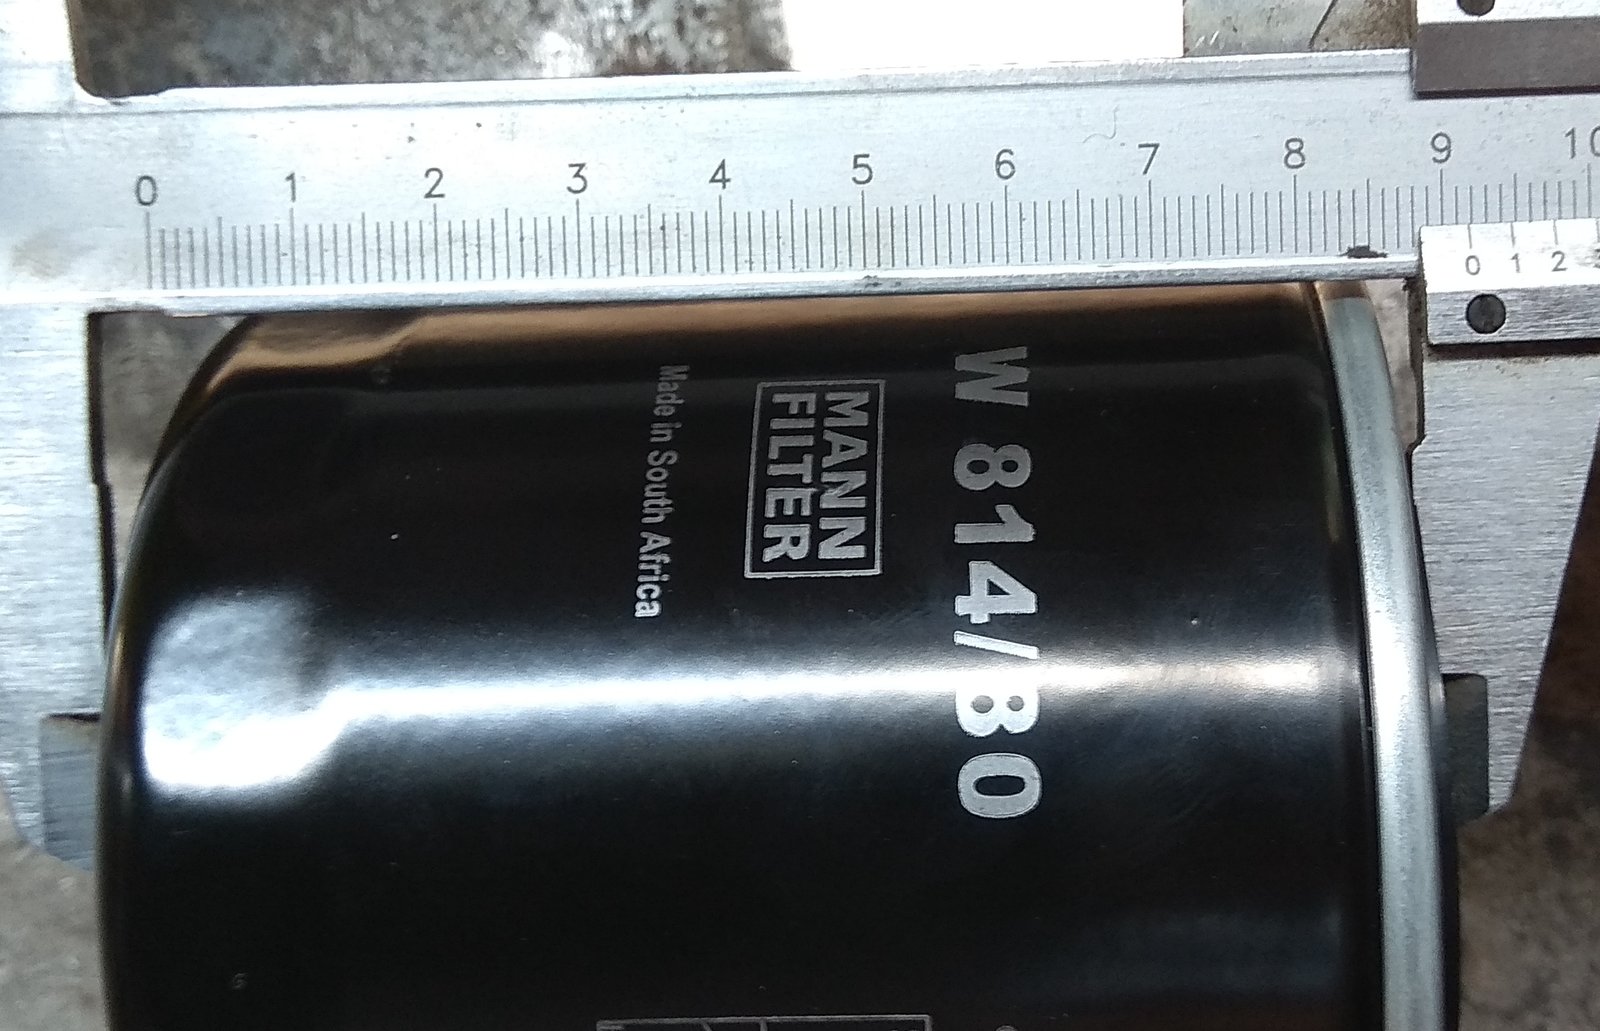 0 1 2 3 4 5 6 7 8 9 10
0 1 2 3
W 814/80
MANN
FILTER
Made in South Africa